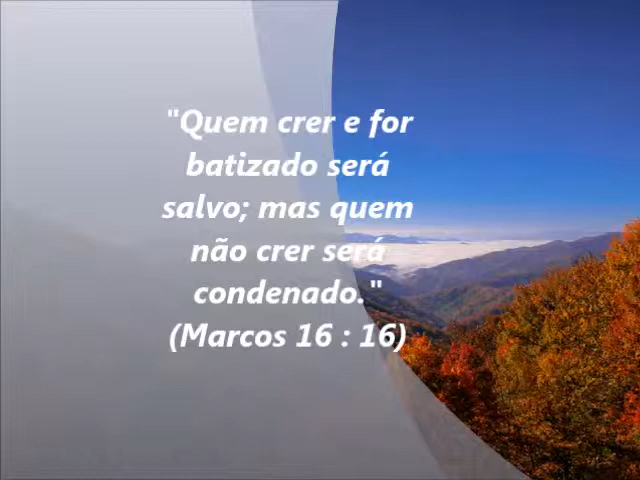 "Quem crer e for
batizado será
salvo; mas quem
não crer será
condenado."
(Marcos 16 : 16)